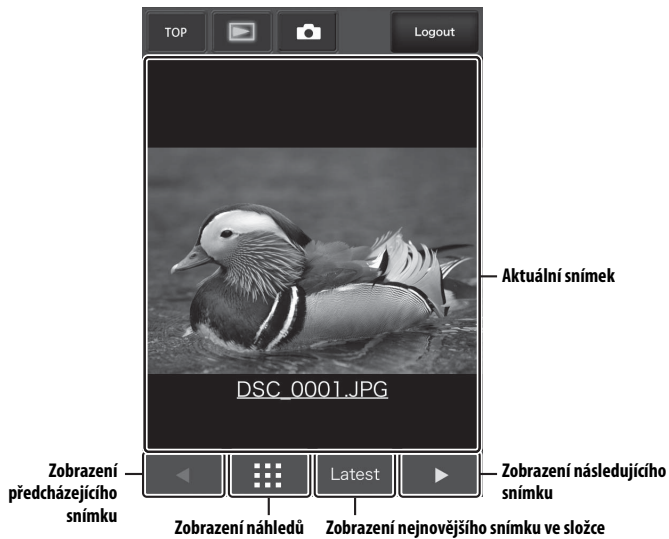 TOP
Logout
Aktuální snímek
DSC_0001.JPG
Latest
Zobrazení
předcházejícího
snímku
Zobrazení následujícího
snímku
Zobrazení náhledů
Zobrazení nejnovějšího snímku ve složce